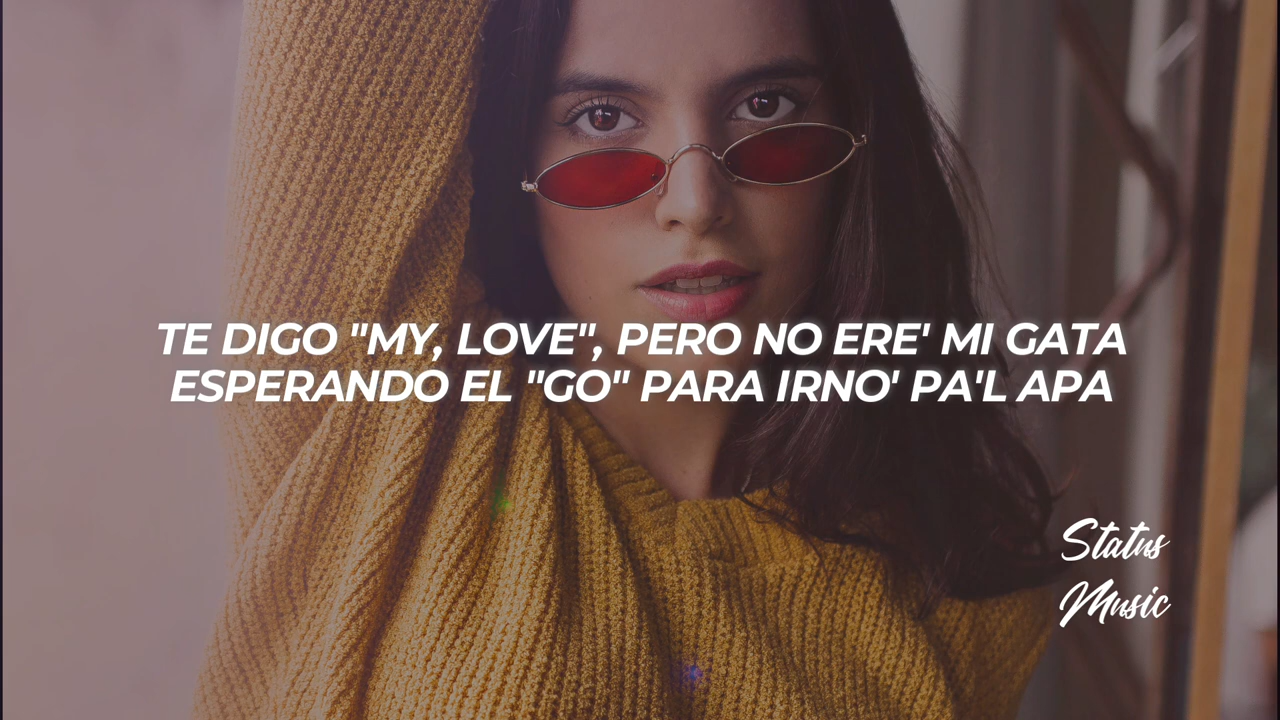 TE DIGO "MY, LOVE", PERO NO ERE' MI GATA
ESPERANDO EL "GO" PARA IRNO' PA'L APA
Status
Music